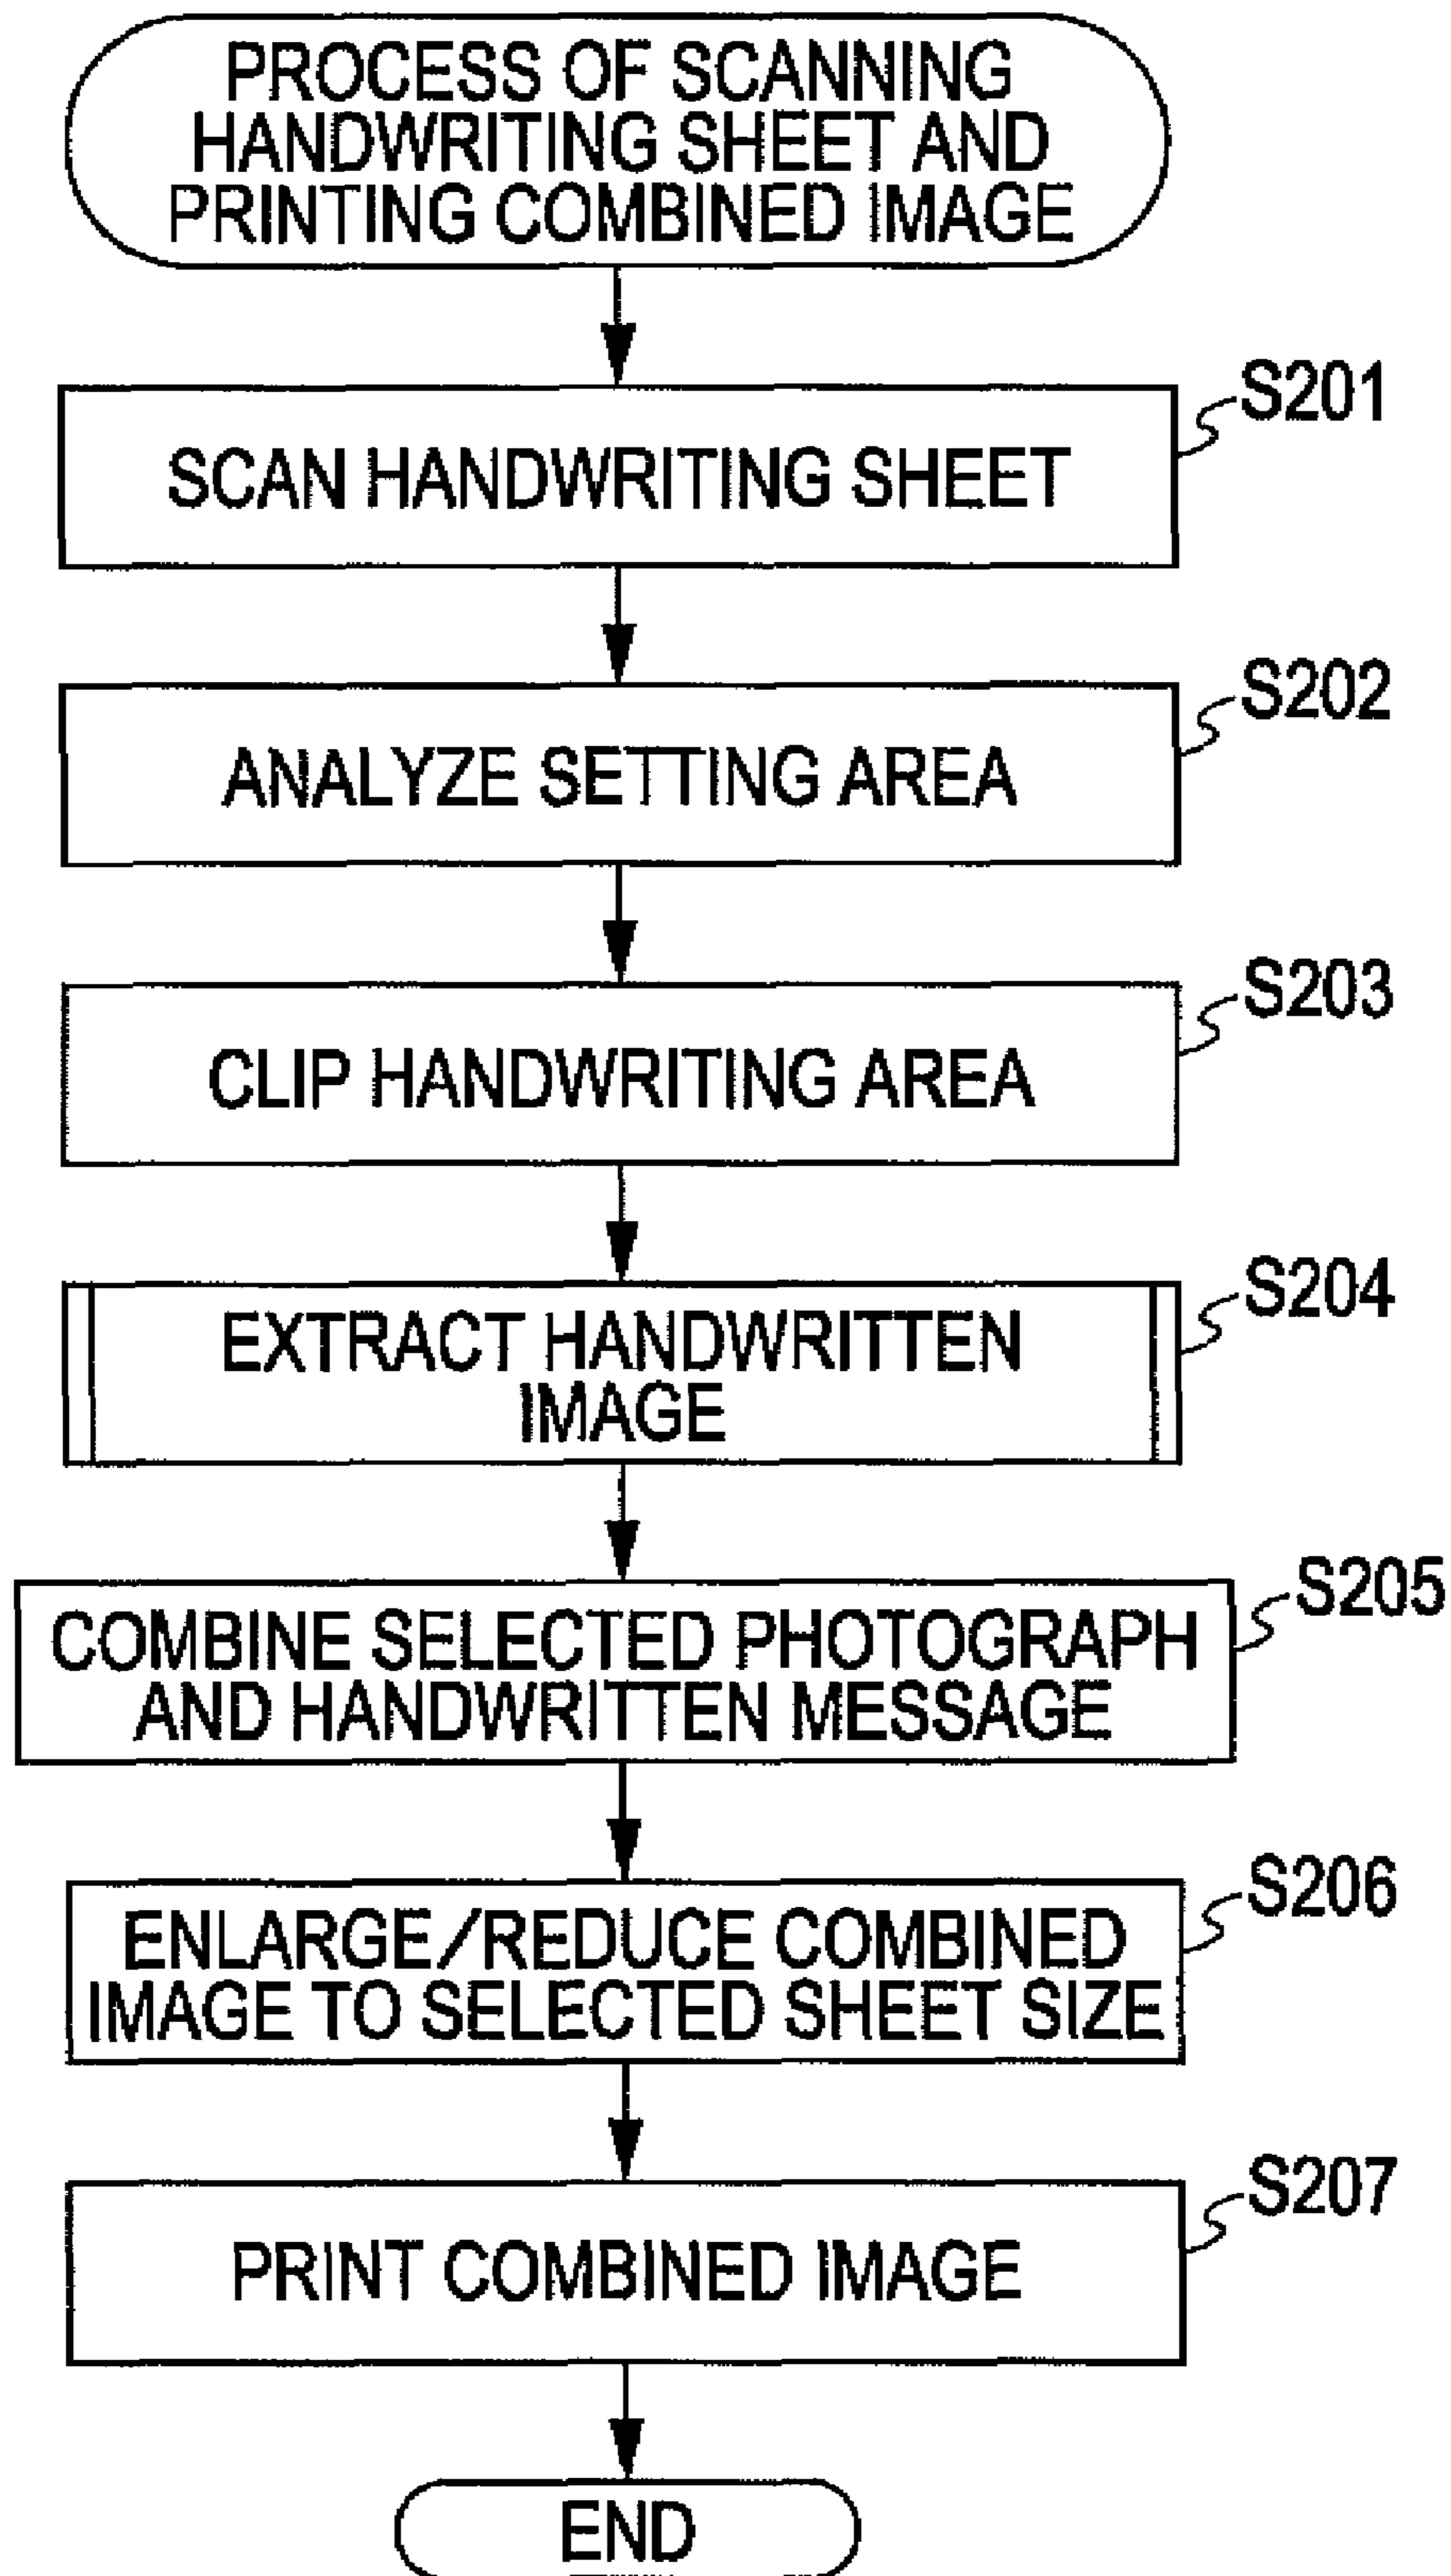 PROCESS OF SCANNING
HANDWRITING SHEET AND
PRINTING COMBINED IMAGE
S201
SCAN HANDWRITING SHEET
S202
ANALYZE SETTING AREA
S203
CLIP HANDWRITING AREA
S204
EXTRACT HANDWRITTEN
IMAGE
S205
COMBINE SELECTED PHOTOGRAPH
AND HANDWRITTEN MESSAGE
S206
ENLARGE/REDUCE COMBINED
IMAGE TO SELECTED SHEET SIZE
S207
PRINT COMBINED IMAGE
END